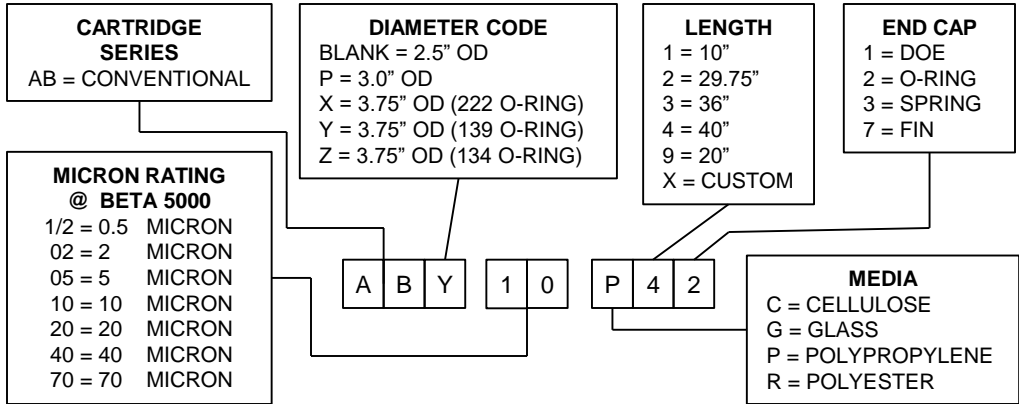 CARTRIDGE
SERIES
AB = CONVENTIONAL
DIAMETER CODE
BLANK = 2.5” OD
P = 3.0” OD
X = 3.75” OD (222 O-RING)
Y = 3.75” OD (139 O-RING)
Z = 3.75” OD (134 O-RING)
LENGTH
1 = 10”
2 = 29.75”
3 = 36”
4 = 40”
9 = 20”
X = CUSTOM
END CAP
1 = DOE
2 = O-RING
3 = SPRING
7 = FIN
MICRON RATING
@ BETA 5000
1/2 = 0.5 MICRON
02 = 2 MICRON
05 = 5 MICRON
10 = 10 MICRON
20 = 20 MICRON
40 = 40 MICRON
70 = 70 MICRON
A B Y 1 0 P 4 2
MEDIA
C = CELLULOSE
G = GLASS
P = POLYPROPYLENE
R = POLYESTER